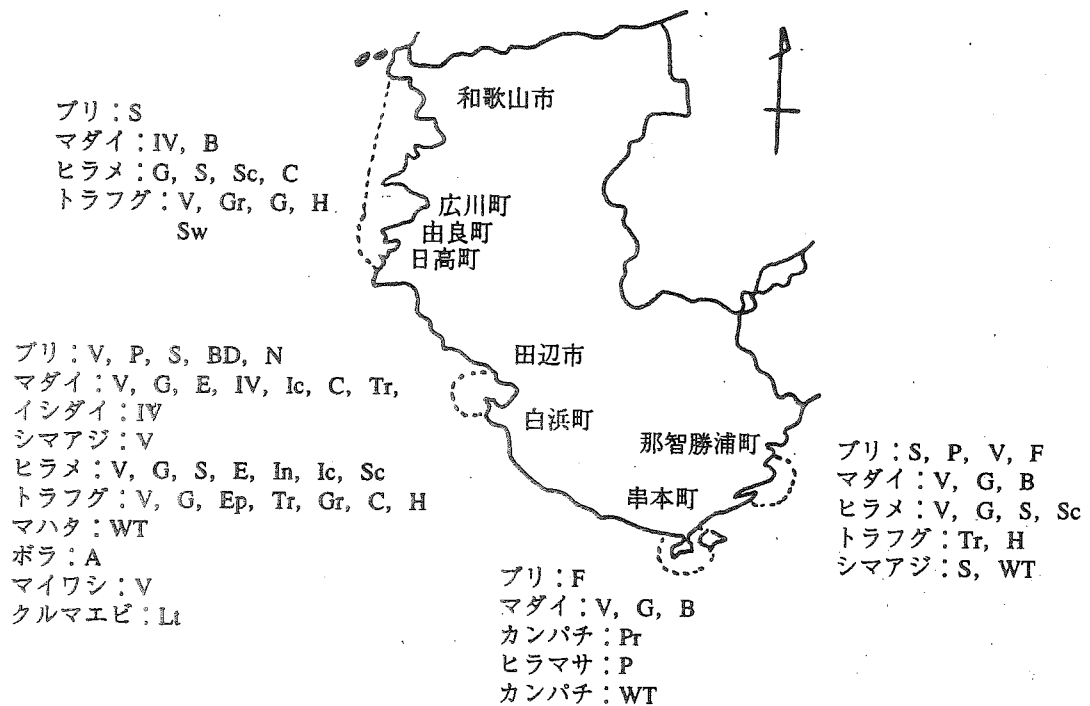 和歌山市
ブリ：S
マダイ：IV, B
ヒラメ：G, S, Sc, C
トラフグ：V, Gr, G, H
Sw
広川町
由良町
日高町
ブリ：V, P, S, BD, N
マダイ：V, G, E, IV, Ic, C, Tr,
イシダイ：IV
シマアジ：V
ヒラメ：V, G, S, E, In, Ic, Sc
トラフグ：V, G, Ep, Tr, Gr, C, H
マハタ：WT
ボラ：A
マイワシ：V
クルマエビ：Lt
田辺市
白浜町
那智勝浦町
串本町
ブリ：S, P, V, F
マダイ：V, G, B
ヒラメ：V, G, S, Sc
トラフグ：Tr, H
シマアジ：S, WT
ブリ：F
マダイ：V, G, B
カンパチ：Pr
ヒラマサ：P
カンパチ：WT